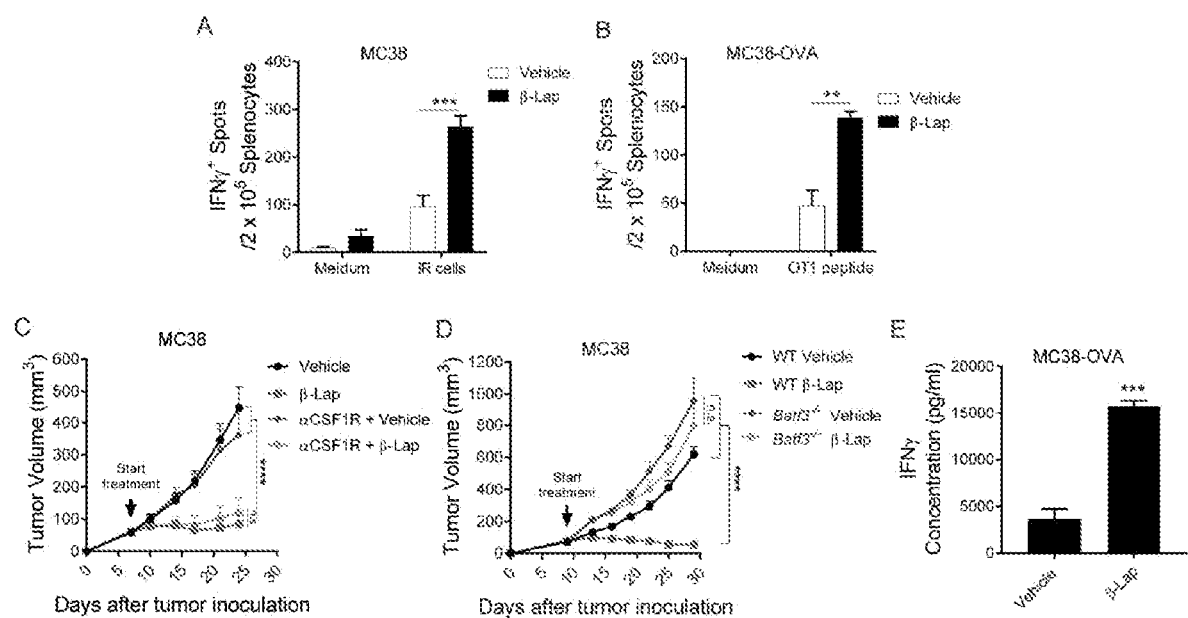 A
MC38
IFNγ⁺ Spots
/2 x 10⁵ Splenocytes
400
300
200
100
0
Meidum
IR cells
***
Vehicle
β-Lap
B
MC38-OVA
IFNγ⁺ Spots
/2 x 10⁵ Splenocytes
200
150
100
50
0
Meidum
OT1 peptide
**
Vehicle
β-Lap
C
MC38
Tumor Volume (mm³)
600
500
400
300
200
100
0
Start
treatment
0 5 10 15 20 25 30
Days after tumor inoculation
Vehicle
β-Lap
αCSF1R + Vehicle
αCSF1R + β-Lap
****
D
MC38
Tumor Volume (mm³)
1200
1000
800
600
400
200
0
Start
treatment
0 5 10 15 20 25 30
Days after tumor inoculation
WT Vehicle
WT β-Lap
Batf3⁻/⁻ Vehicle
Batf3⁻/⁻ β-Lap
****
E
MC38-OVA
IFNγ
Concentration (pg/ml)
20000
15000
10000
5000
0
***
Vehicle
β-Lap